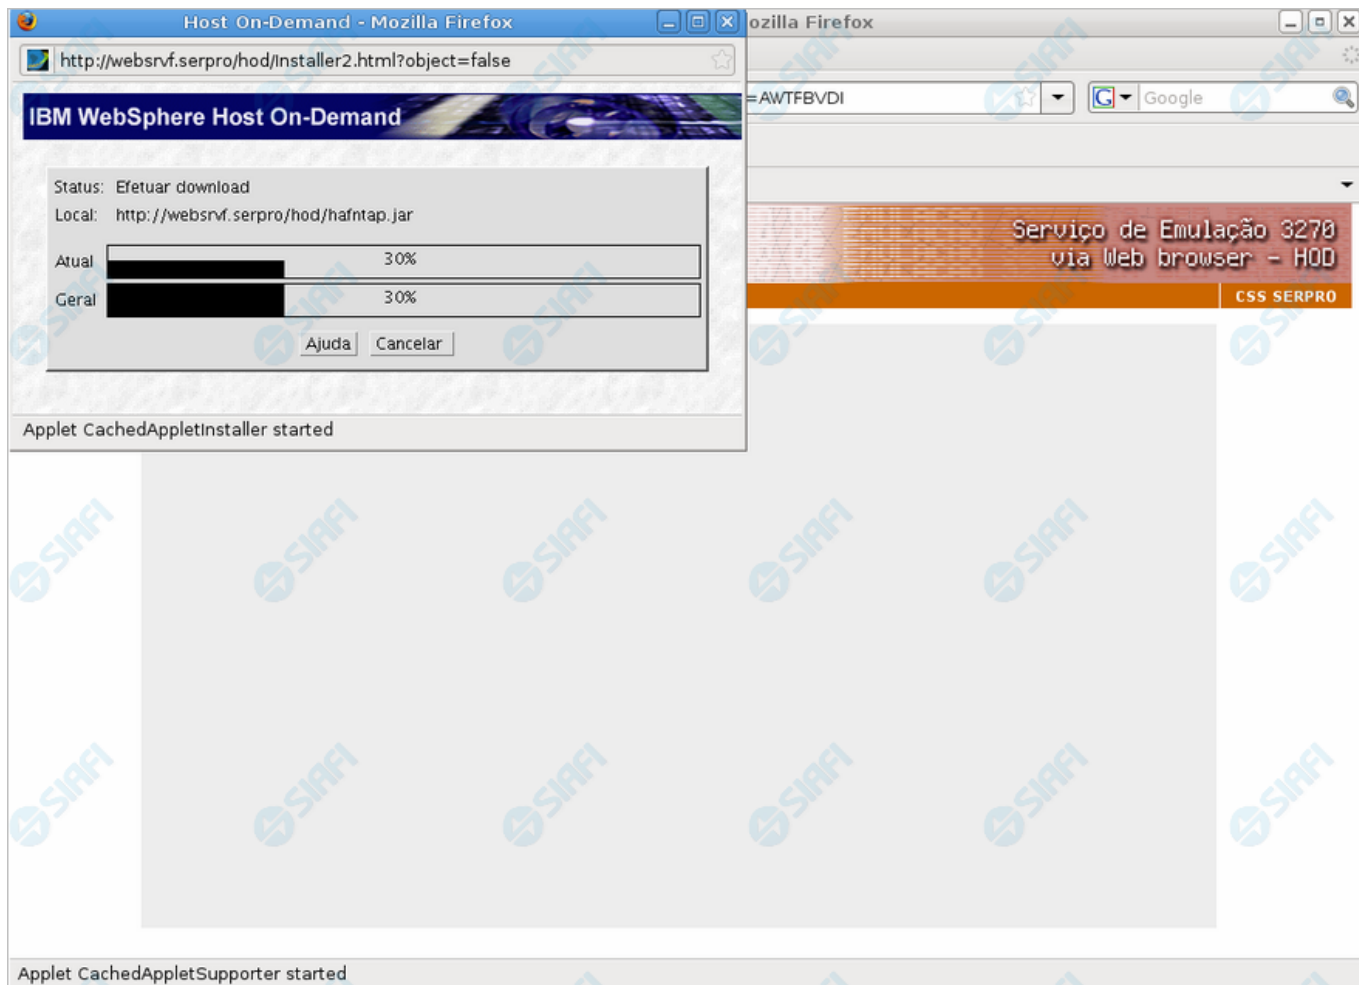 Host On-Demand - Mozilla Firefox
ozilla Firefox
http://websrvf.serpro/hod/Installer2.html?object=false
=AWTFBVDI
Google
IBM WebSphere Host On-Demand
Status: Efetuar download
Local: http://websrvf.serpro/hod/hafntap.jar
Atual 30%
Geral 30%
Ajuda Cancelar
Applet CachedAppletInstaller started
Serviço de Emulação 3270
via Web browser - HOD
CSS SERPRO
SIAFI
Applet CachedAppletSupporter started